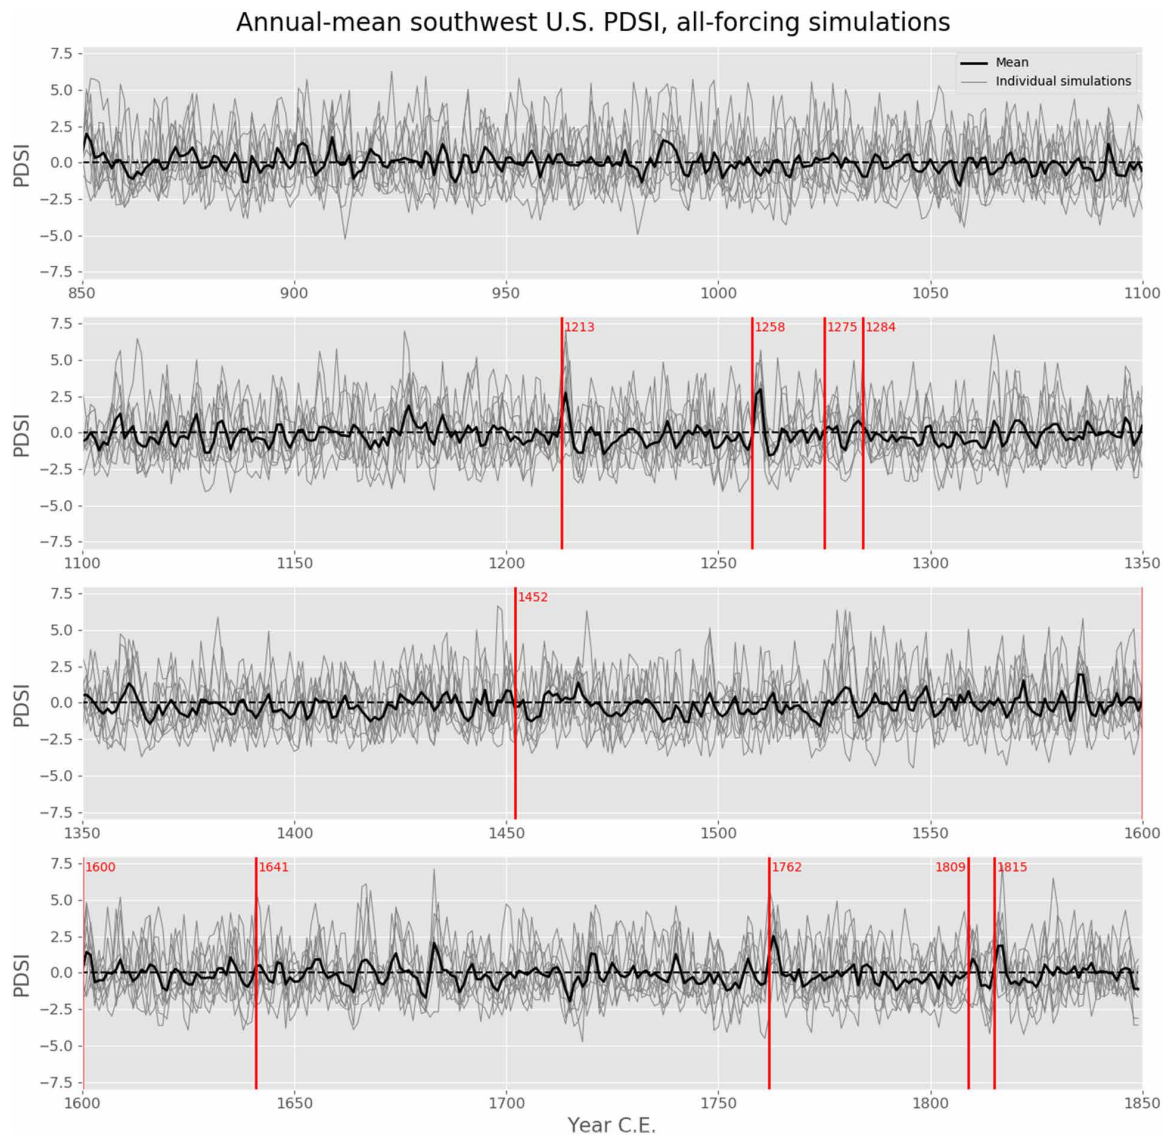 Annual-mean southwest U.S. PDSI, all-forcing simulations
7.5
5.0
2.5
0.0
−2.5
−5.0
−7.5
PDSI
Mean
Individual simulations
850 900 950 1000 1050 1100
7.5
5.0
2.5
0.0
−2.5
−5.0
−7.5
PDSI
1213 1258 1275 1284
1100 1150 1200 1250 1300 1350
7.5
5.0
2.5
0.0
−2.5
−5.0
−7.5
PDSI
1452
1350 1400 1450 1500 1550 1600
7.5
5.0
2.5
0.0
−2.5
−5.0
−7.5
PDSI
1600 1641 1762 1809 1815
1600 1650 1700 1750 1800 1850
Year C.E.